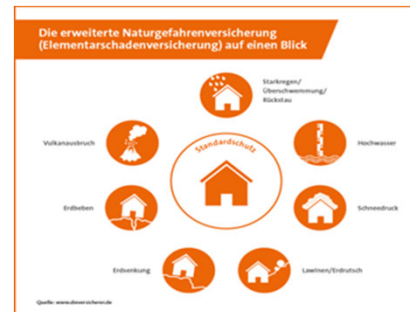 Die erweiterte Naturgefahrenversicherung
(Elementarschadenversicherung) auf einen Blick
Starkregen/
Überschwemmung/
Rückstau
Vulkanausbruch
Standardschutz
Hochwasser
Erdbeben
Schneedruck
Erdsenkung
Lawinen/Erdrutsch
Quelle: www.dieversicherer.de